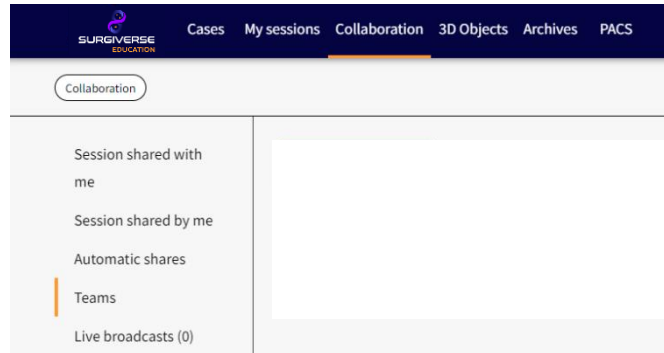 SURGIVERSE
EDUCATION
Cases My sessions Collaboration 3D Objects Archives PACS
Collaboration
Session shared with
me
Session shared by me
Automatic shares
Teams
Live broadcasts (0)